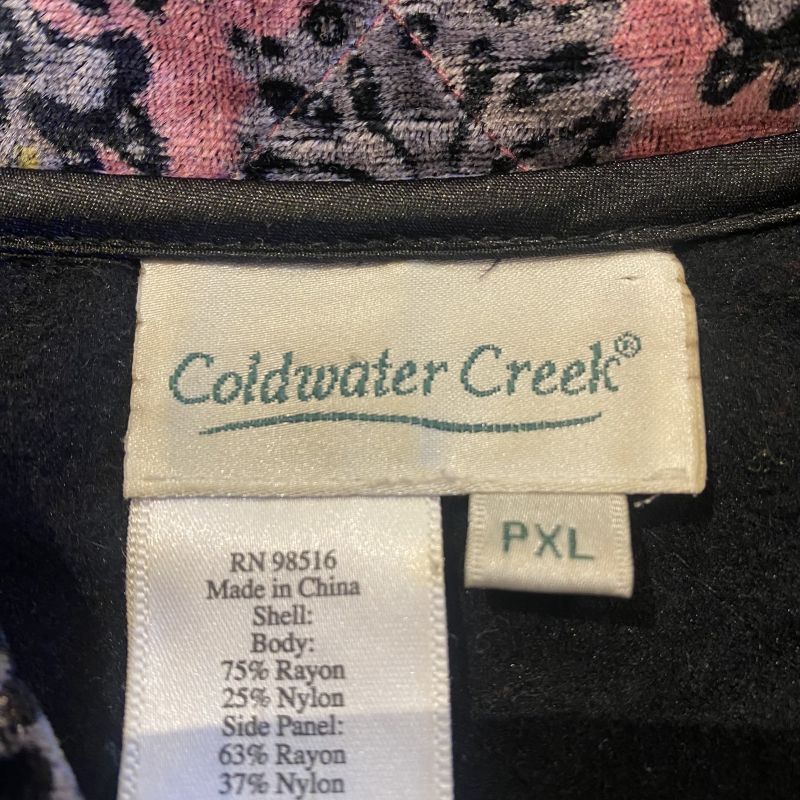 Coldwater Creek®
PXL
RN 98516
Made in China
Shell:
Body:
75% Rayon
25% Nylon
Side Panel:
63% Rayon
37% Nylon